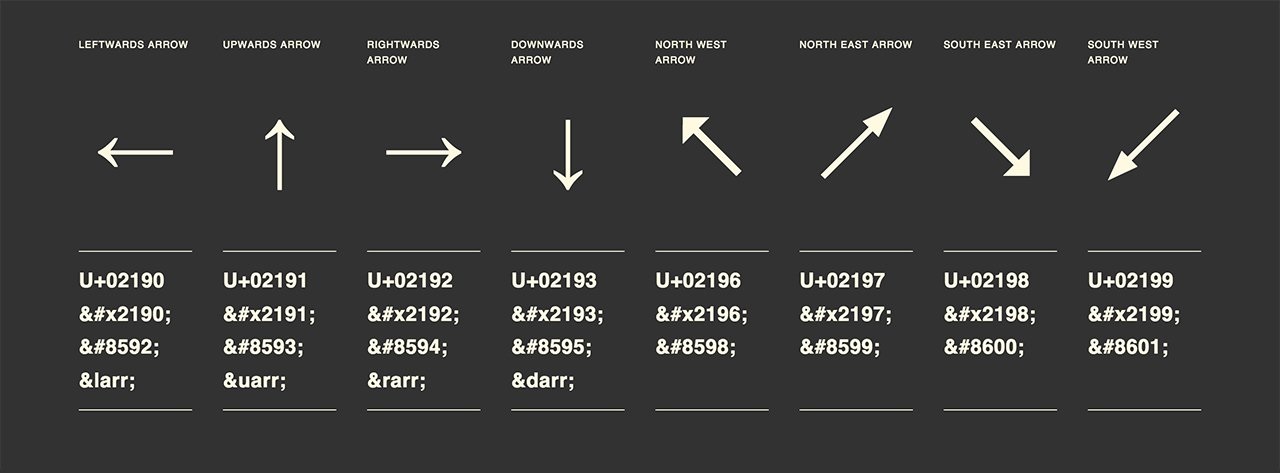 LEFTWARDS ARROW
UPWARDS ARROW
RIGHTWARDS
ARROW
DOWNWARDS
ARROW
NORTH WEST
ARROW
NORTH EAST ARROW
SOUTH EAST ARROW
SOUTH WEST
ARROW
←
↑
→
↓
↖
↗
↘
↙
U+02190
&#x2190;
&#8592;
&larr;
U+02191
&#x2191;
&#8593;
&uarr;
U+02192
&#x2192;
&#8594;
&rarr;
U+02193
&#x2193;
&#8595;
&darr;
U+02196
&#x2196;
&#8598;
U+02197
&#x2197;
&#8599;
U+02198
&#x2198;
&#8600;
U+02199
&#x2199;
&#8601;